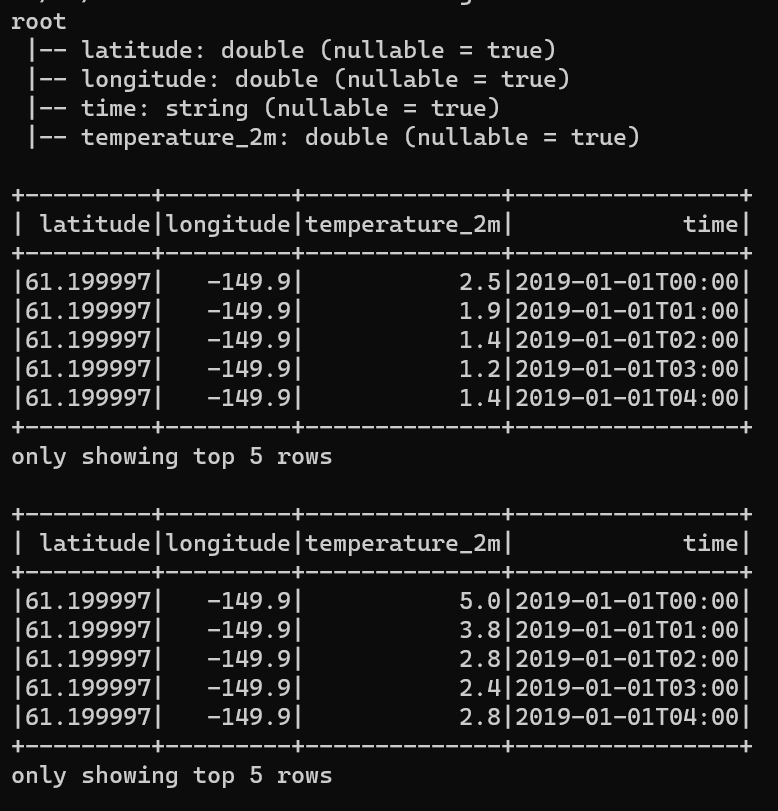 root
 |-- latitude: double (nullable = true)
 |-- longitude: double (nullable = true)
 |-- time: string (nullable = true)
 |-- temperature_2m: double (nullable = true)

+---------+---------+--------------+----------------+
| latitude|longitude|temperature_2m|            time|
+---------+---------+--------------+----------------+
|61.199997|   -149.9|           2.5|2019-01-01T00:00|
|61.199997|   -149.9|           1.9|2019-01-01T01:00|
|61.199997|   -149.9|           1.4|2019-01-01T02:00|
|61.199997|   -149.9|           1.2|2019-01-01T03:00|
|61.199997|   -149.9|           1.4|2019-01-01T04:00|
+---------+---------+--------------+----------------+
only showing top 5 rows

+---------+---------+--------------+----------------+
| latitude|longitude|temperature_2m|            time|
+---------+---------+--------------+----------------+
|61.199997|   -149.9|           5.0|2019-01-01T00:00|
|61.199997|   -149.9|           3.8|2019-01-01T01:00|
|61.199997|   -149.9|           2.8|2019-01-01T02:00|
|61.199997|   -149.9|           2.4|2019-01-01T03:00|
|61.199997|   -149.9|           2.8|2019-01-01T04:00|
+---------+---------+--------------+----------------+
only showing top 5 rows